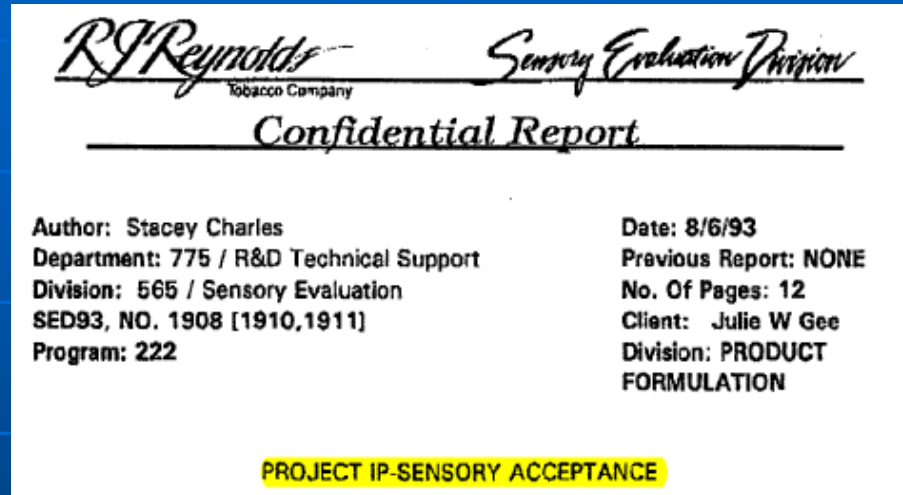 RJReynolds Sensory Evaluation Division
Tobacco Company
Confidential Report
Author: Stacey Charles Date: 8/6/93
Department: 775 / R&D Technical Support Previous Report: NONE
Division: 565 / Sensory Evaluation No. Of Pages: 12
SED93, NO. 1908 [1910,1911] Client: Julie W Gee
Program: 222 Division: PRODUCT
FORMULATION
PROJECT IP-SENSORY ACCEPTANCE